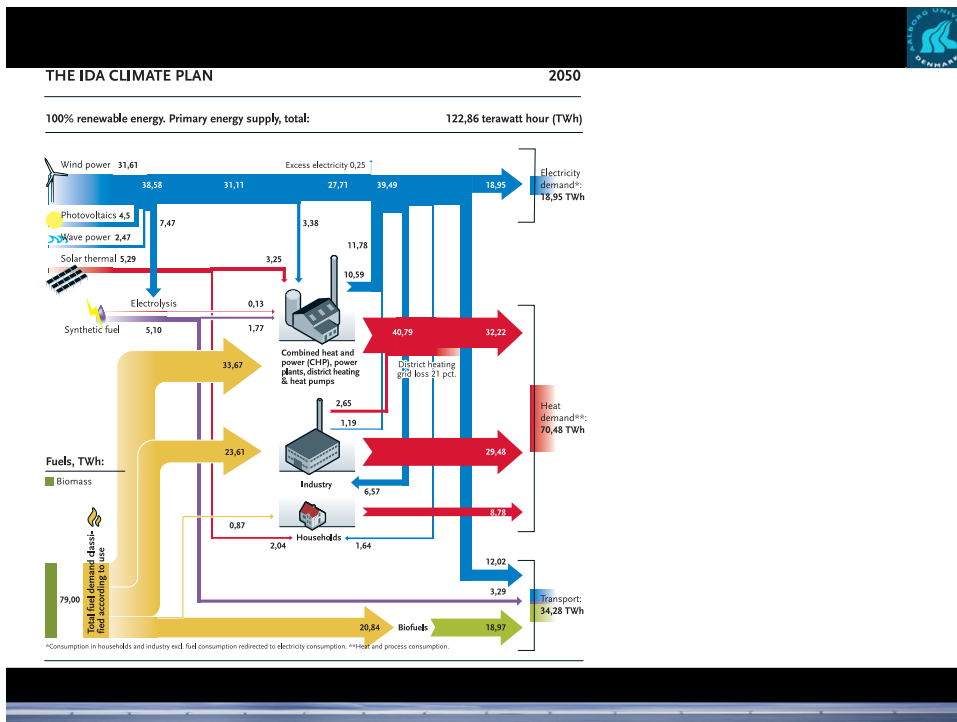 AALBORG UNIVERSITY
DENMARK
THE IDA CLIMATE PLAN 2050
100% renewable energy. Primary energy supply, total: 122,86 terawatt hour (TWh)
Wind power 31,61
Excess electricity 0,25
38,58 31,11 27,71 39,49 18,95
Electricity
demand*:
18,95 TWh
Photovoltaics 4,5
7,47
3,38
Wave power 2,47
11,78
Solar thermal 5,29
3,25
10,59
Electrolysis
0,13
Synthetic fuel
5,10
1,77
40,79
32,22
Combined heat and
power (CHP), power
plants, district heating
& heat pumps
District heating
grid loss 21 pct.
33,67
2,65
1,19
Heat
demand**:
70,48 TWh
23,61
29,48
Fuels, TWh:
Biomass
Industry
6,57
8,78
0,87
Households
2,04
1,64
12,02
3,29
79,00
Total fuel demand classi-
fied according to use
Transport:
34,28 TWh
20,84
Biofuels
18,97
*Consumption in households and industry excl. fuel consumption redirected to electricity consumption. **Heat and process consumption.